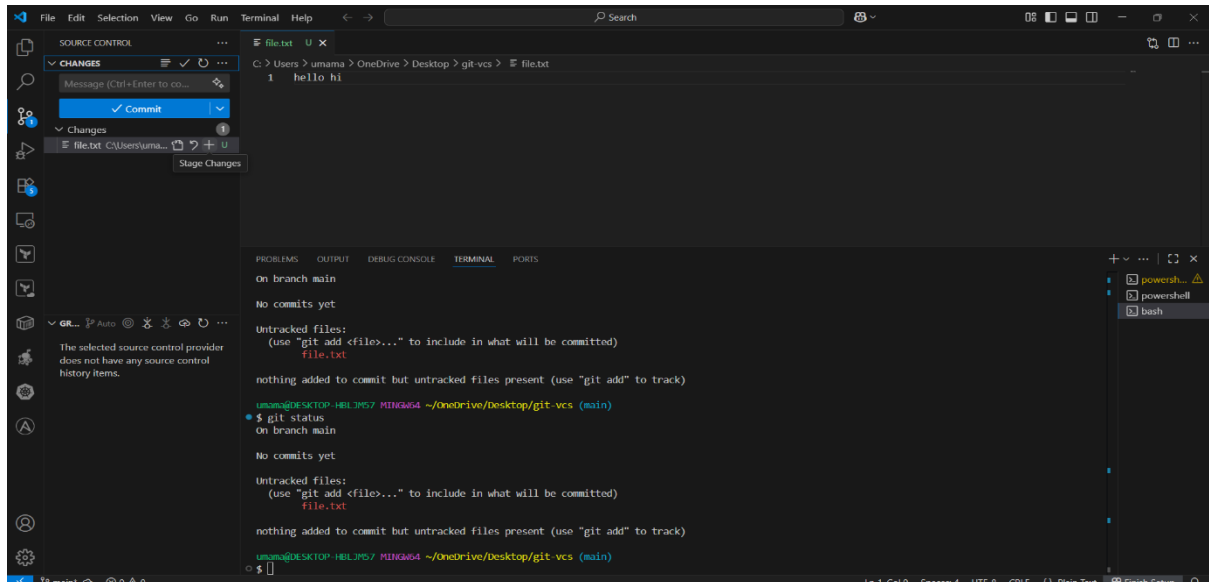 File Edit Selection View Go Run Terminal Help
Search
SOURCE CONTROL
CHANGES
Message (Ctrl+Enter to co...
Commit
Changes 1
file.txt C:\Users\uma... U
Stage Changes
GR... Auto
The selected source control provider
does not have any source control
history items.
file.txt U
C: > Users > umama > OneDrive > Desktop > git-vcs > file.txt
1 hello hi
PROBLEMS OUTPUT DEBUG CONSOLE TERMINAL PORTS
On branch main
No commits yet
Untracked files:
(use "git add <file>..." to include in what will be committed)
file.txt
nothing added to commit but untracked files present (use "git add" to track)
umama@DESKTOP-HBLJM57 MINGW64 ~/OneDrive/Desktop/git-vcs (main)
$ git status
On branch main
No commits yet
Untracked files:
(use "git add <file>..." to include in what will be committed)
file.txt
nothing added to commit but untracked files present (use "git add" to track)
umama@DESKTOP-HBLJM57 MINGW64 ~/OneDrive/Desktop/git-vcs (main)
$
powersh...
powershell
bash